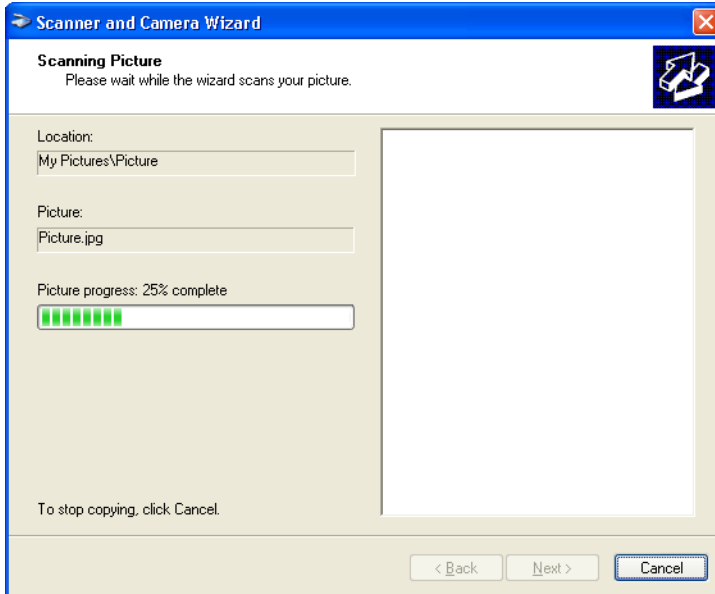 Scanner and Camera Wizard
Scanning Picture
Please wait while the wizard scans your picture.
Location:
My Pictures\Picture
Picture:
Picture.jpg
Picture progress: 25% complete
To stop copying, click Cancel.
< Back Next > Cancel